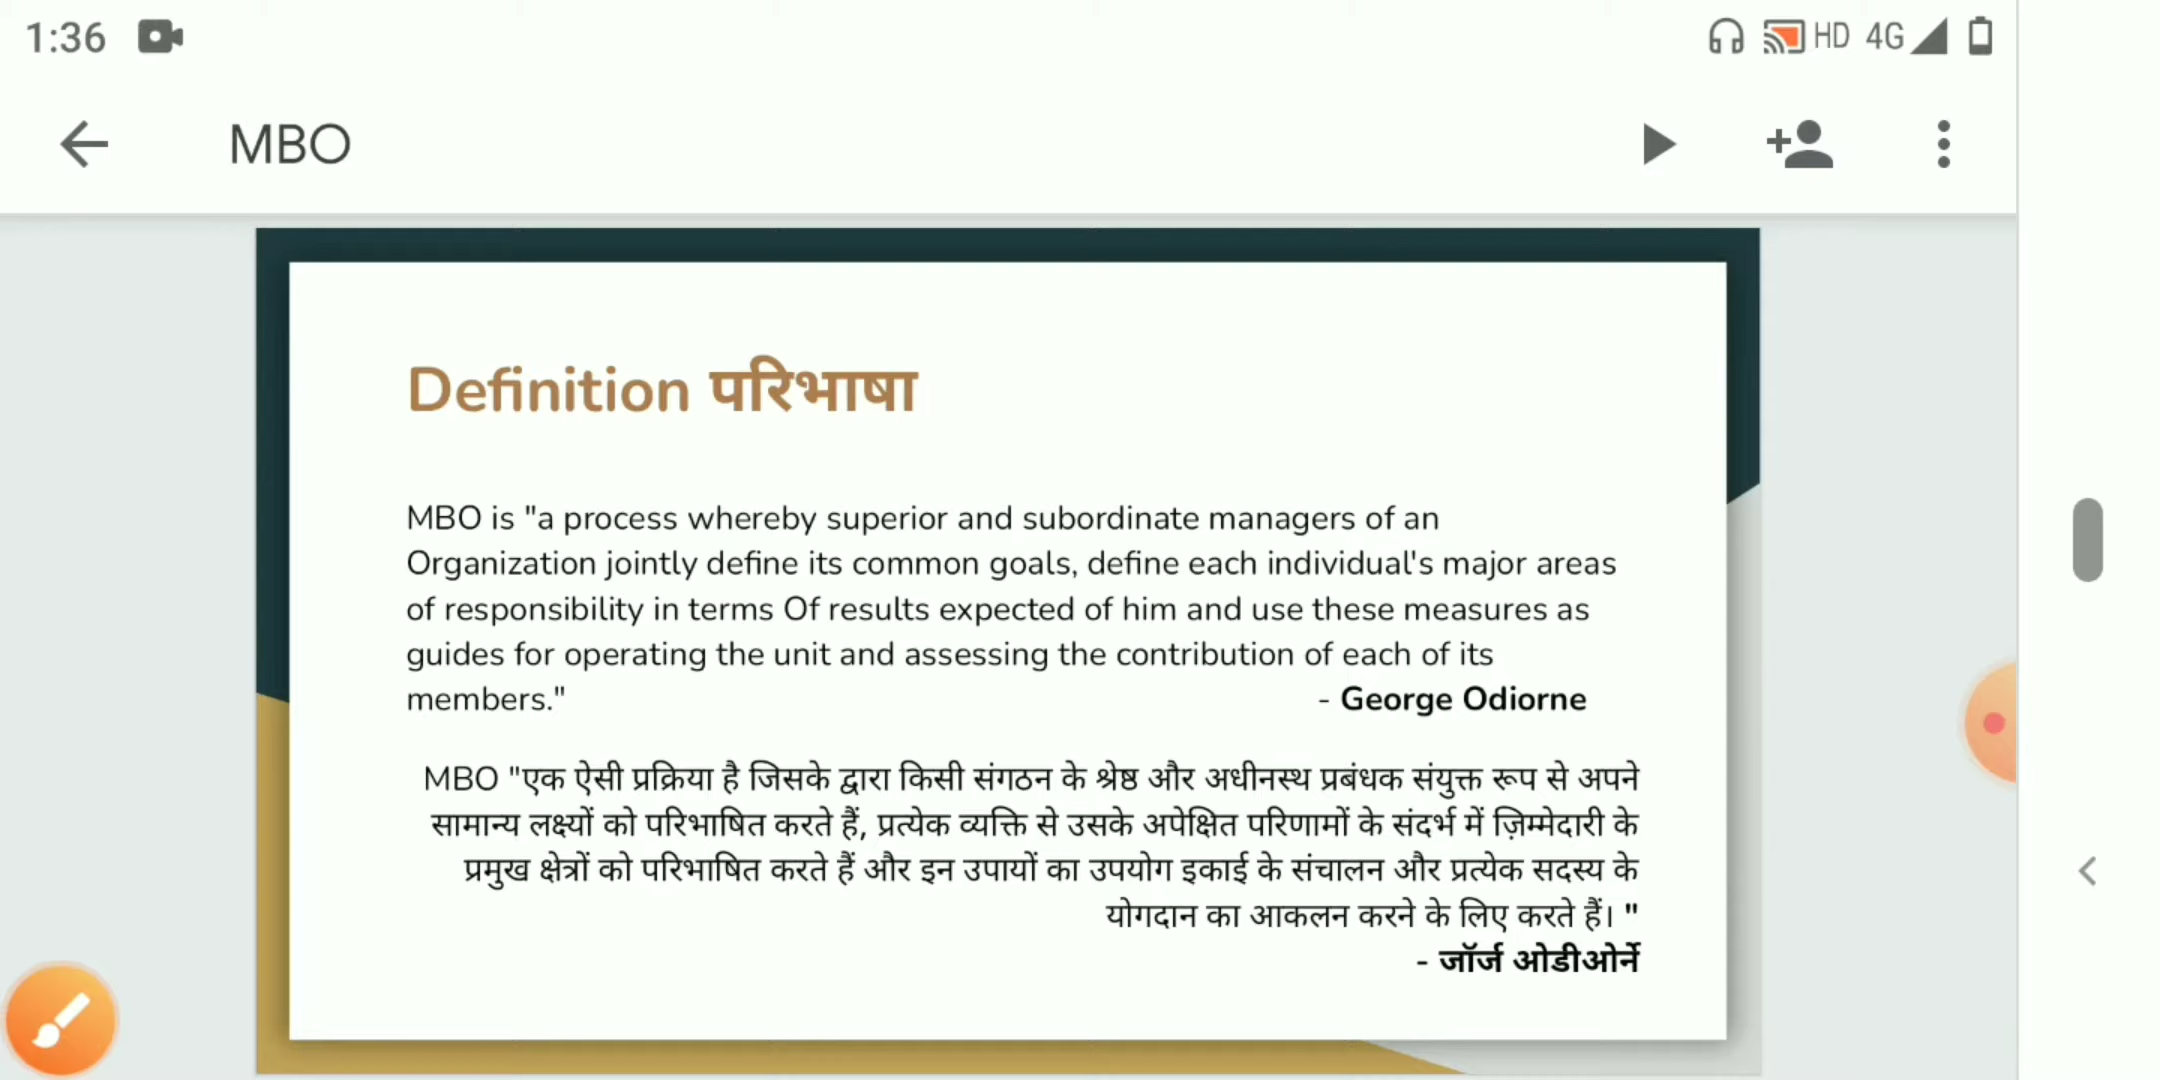 1:36 HD 4G
MBO
Definition परिभाषा
MBO is "a process whereby superior and subordinate managers of an
Organization jointly define its common goals, define each individual's major areas
of responsibility in terms Of results expected of him and use these measures as
guides for operating the unit and assessing the contribution of each of its
members." - George Odiorne
MBO "एक ऐसी प्रक्रिया है जिसके द्वारा किसी संगठन के श्रेष्ठ और अधीनस्थ प्रबंधक संयुक्त रूप से अपने
सामान्य लक्ष्यों को परिभाषित करते हैं, प्रत्येक व्यक्ति से उसके अपेक्षित परिणामों के संदर्भ में ज़िम्मेदारी के
प्रमुख क्षेत्रों को परिभाषित करते हैं और इन उपायों का उपयोग इकाई के संचालन और प्रत्येक सदस्य के
योगदान का आकलन करने के लिए करते हैं। "
- जॉर्ज ओडीओर्ने